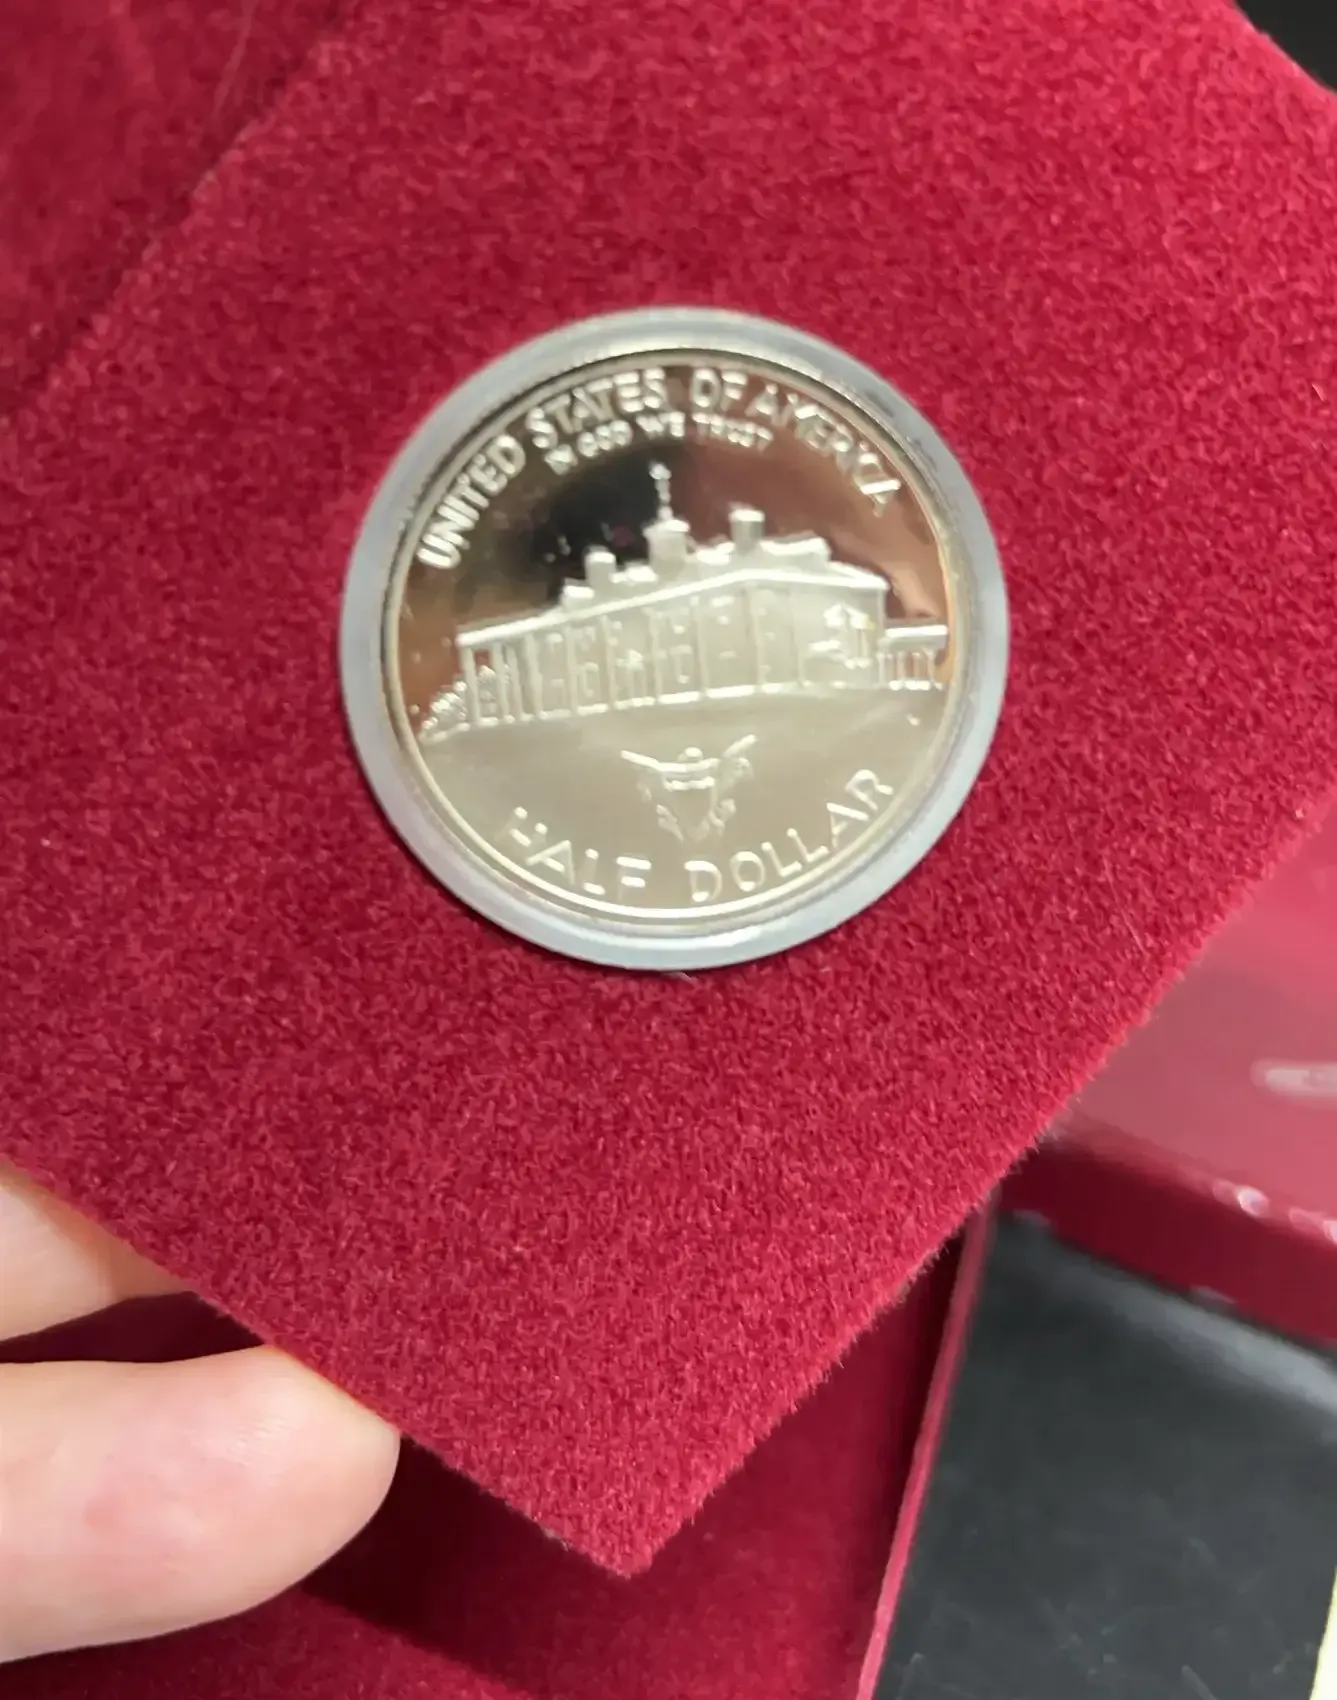 UNITED STATES OF AMERICA
IN GOD WE TRUST
HALF DOLLAR